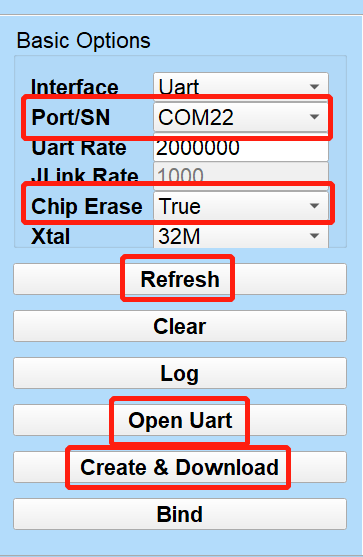 Basic Options
Interface Uart
Port/SN COM22
Uart Rate 2000000
JLink Rate 1000
Chip Erase True
Xtal 32M
Refresh
Clear
Log
Open Uart
Create & Download
Bind